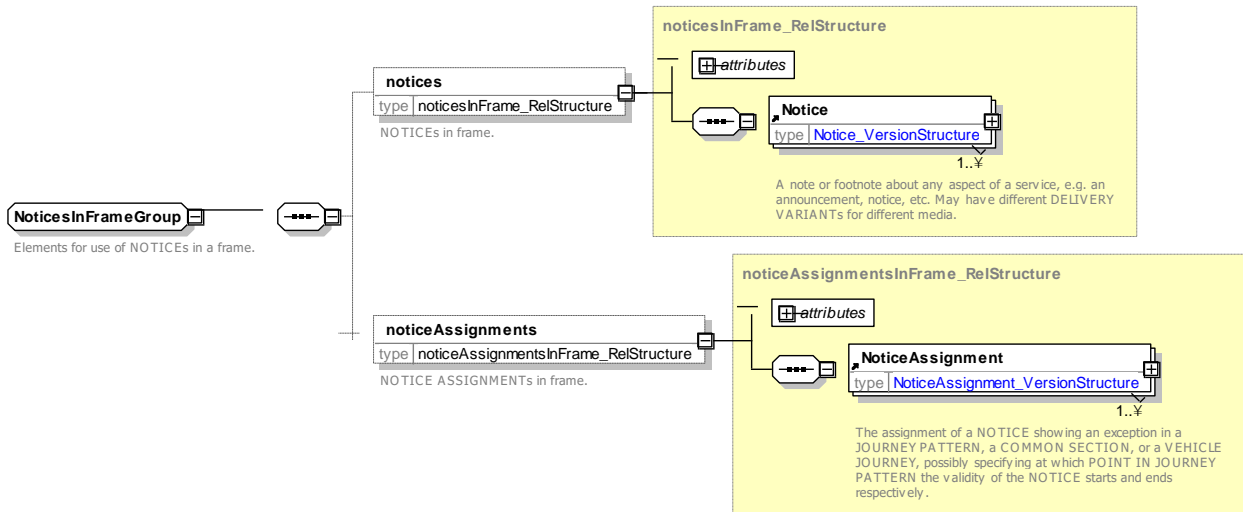 noticesInFrame_RelStructure
attributes
notices
type noticesInFrame_RelStructure
NOTICEs in frame.
Notice
type Notice_VersionStructure
1..¥
A note or footnote about any aspect of a service, e.g. an
announcement, notice, etc. May have different DELIVERY
VARIANTs for different media.
NoticesInFrameGroup
Elements for use of NOTICEs in a frame.
noticeAssignmentsInFrame_RelStructure
attributes
noticeAssignments
type noticeAssignmentsInFrame_RelStructure
NOTICE ASSIGNMENTs in frame.
NoticeAssignment
type NoticeAssignment_VersionStructure
1..¥
The assignment of a NOTICE showing an exception in a
JOURNEY PATTERN, a COMMON SECTION, or a VEHICLE
JOURNEY, possibly specifying at which POINT IN JOURNEY
PATTERN the validity of the NOTICE starts and ends
respectively.